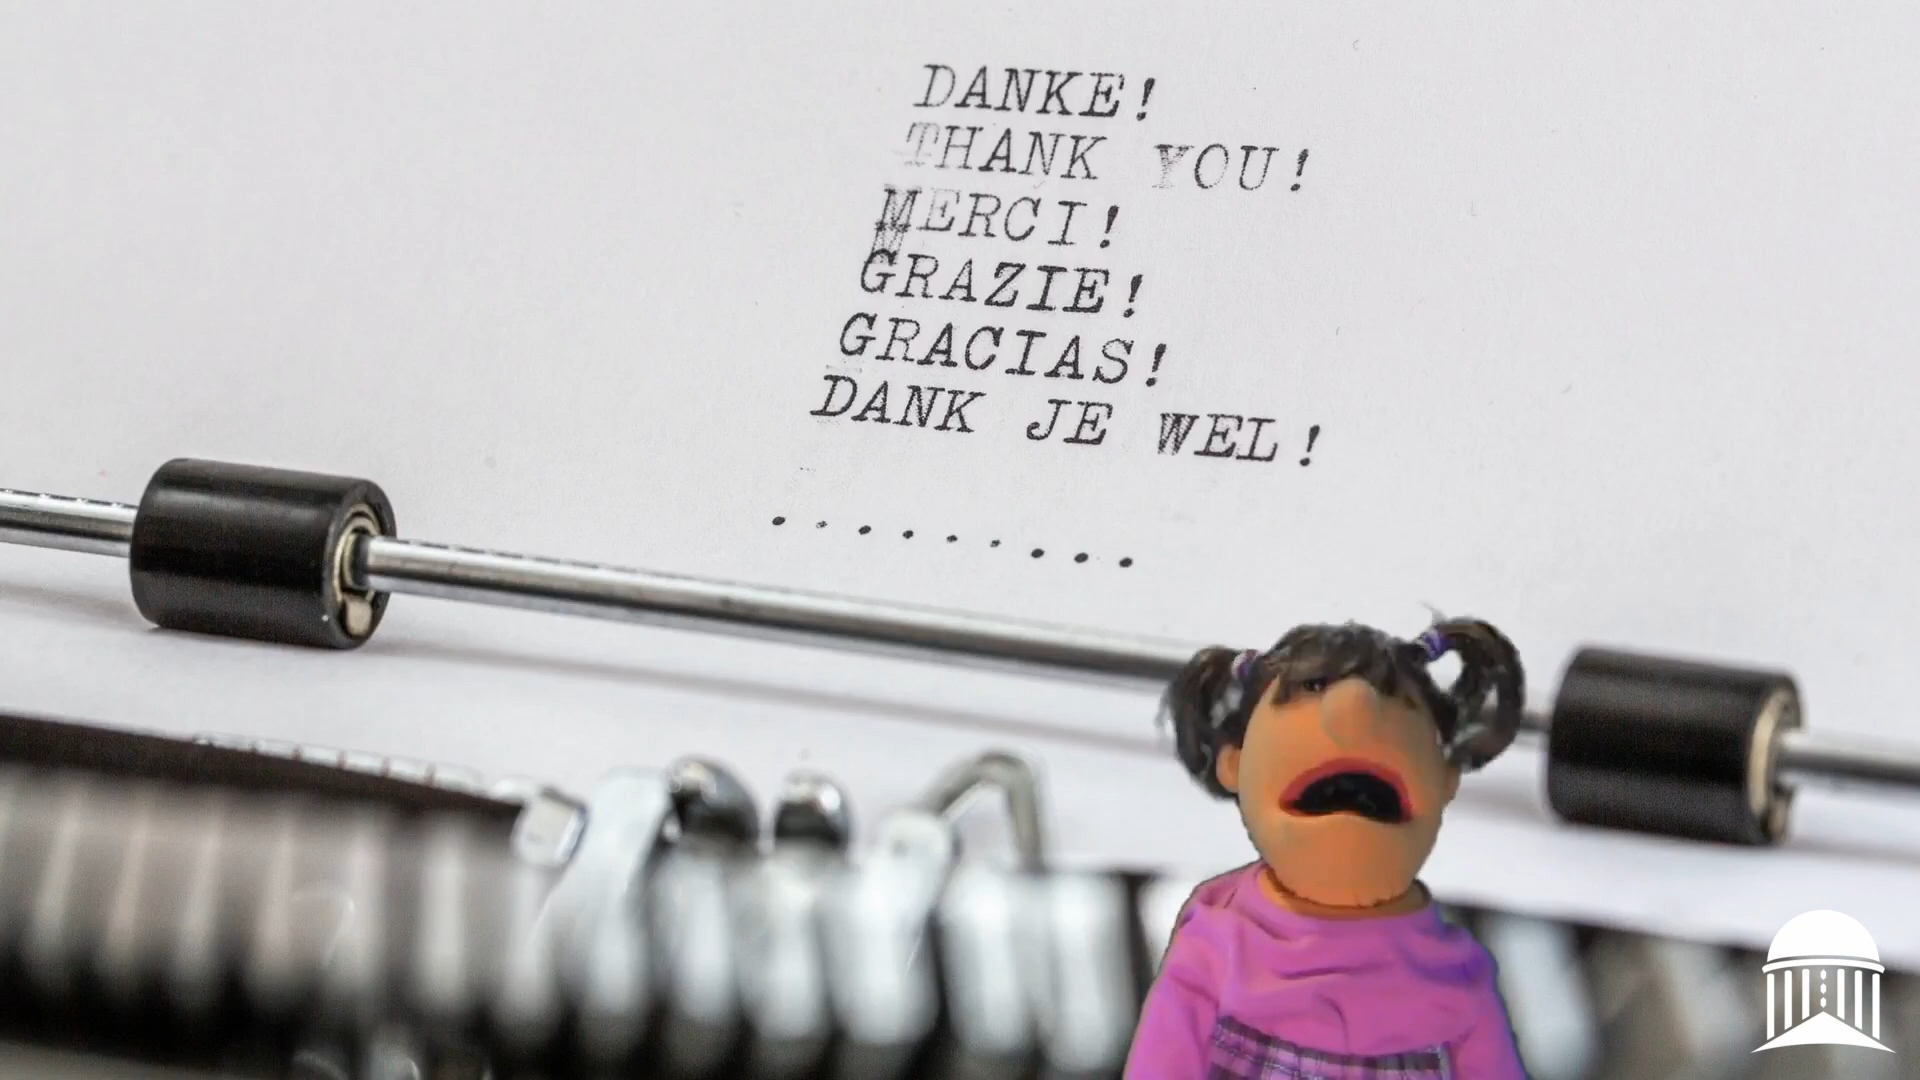 DANKE!
THANK YOU!
MERCI!
GRAZIE!
GRACIAS!
DANK JE WEL!
.........